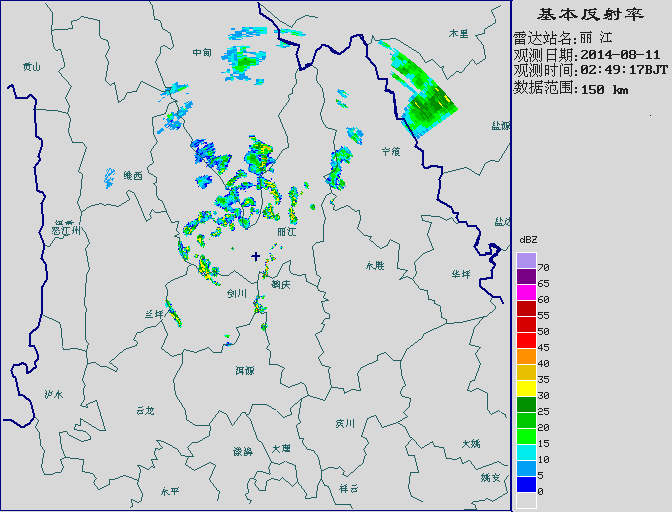 基本反射率
雷达站名:丽 江
观测日期:2014-08-11
观测时间:02:49:17BJT
数据范围:150 km
dBZ
70
65
60
55
50
45
40
35
30
25
20
15
10
5
0
木里
中甸
贡山
盐源
宁蒗
维西
盐边
怒江州
丽江
永胜
华坪
剑川
鹤庆
兰坪
洱源
泸水
云龙
宾川
漾濞
大理
大姚
姚安
永平
祥云